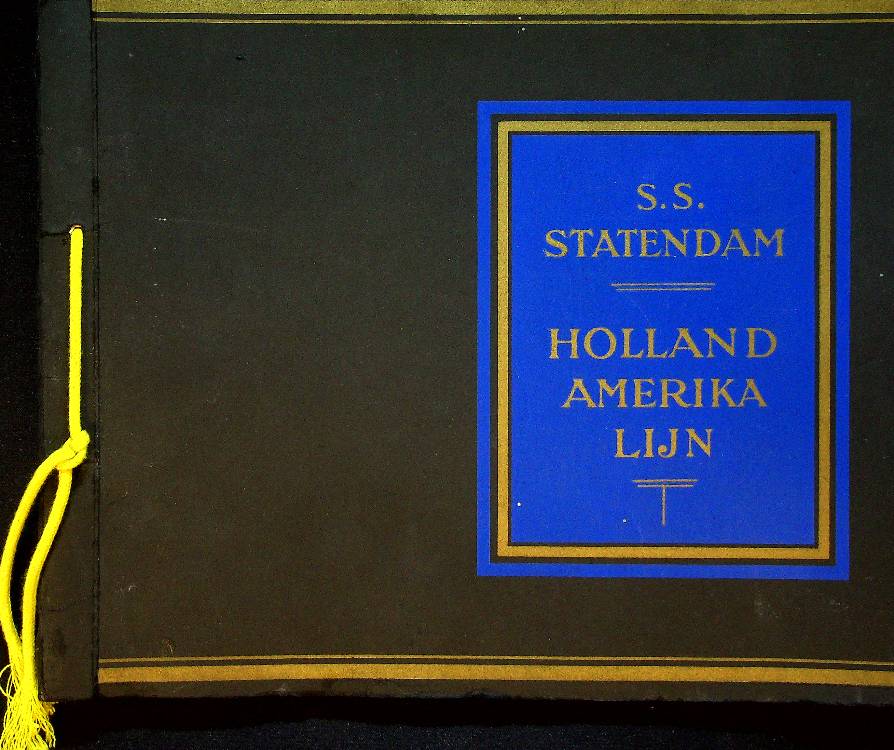 S.S.
STATENDAM
HOLLAND
AMERIKA
LIJN